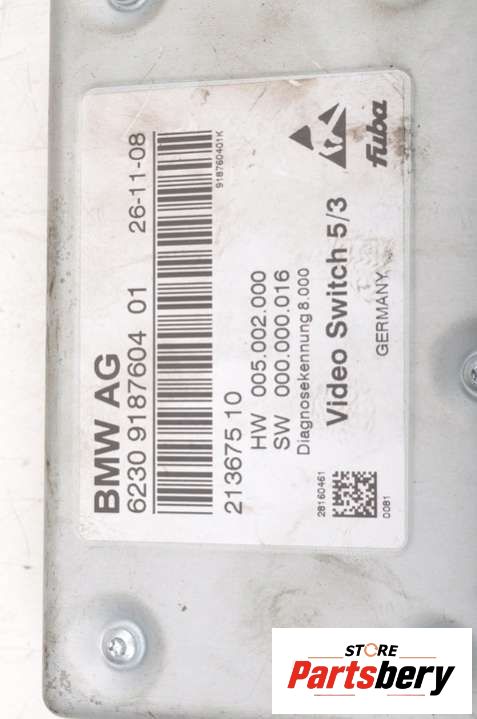 BMW AG
6230 9187604 01 26-11-08
918760401K
213675 10
HW 005.002.000
SW 000.000.016
Diagnosekennung 8.000
Video Switch 5/3
GERMANY
fuba
28160461
0081
STORE
Partsbery